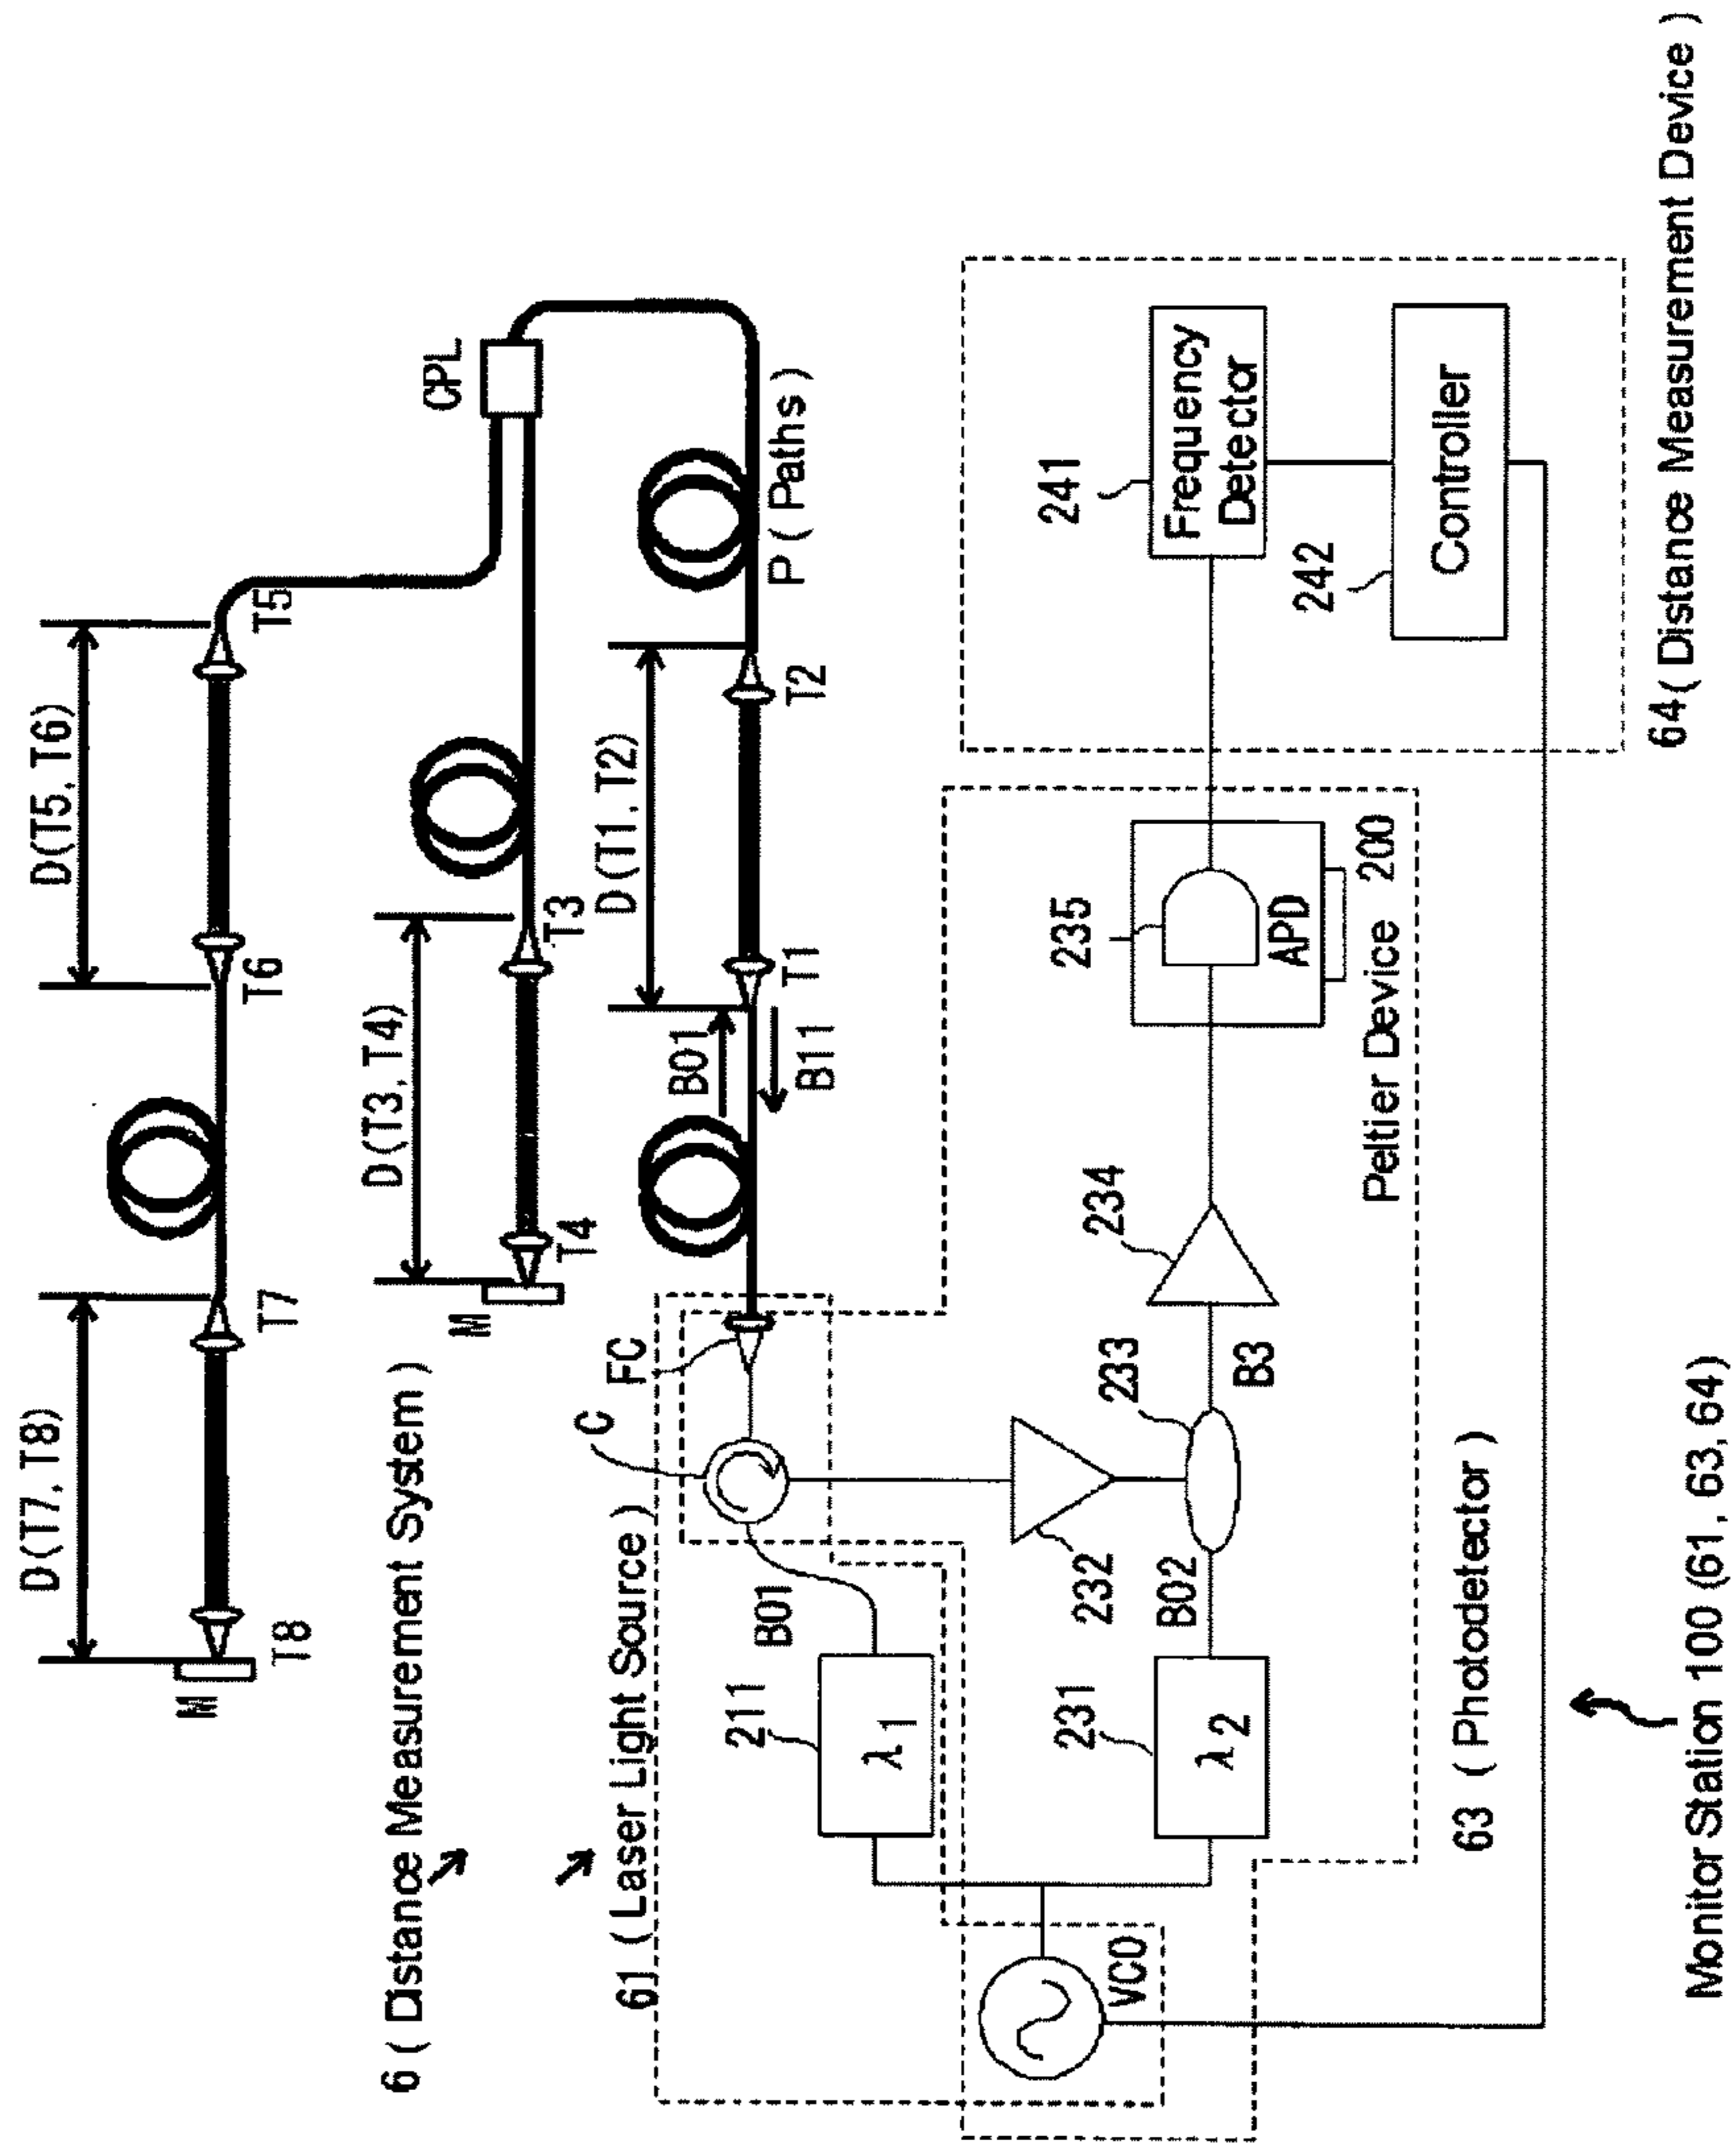 D(T7, T8)
D(T5, T6)
M
T8
T7
T6
T5
D(T3, T4)
CPL
M
T4
T3
6 ( Distance Measurement System )
D(T1, T2)
61 ( Laser Light Source )
C
FC
B01
B11
T1
T2
P ( Paths )
211
λ1
B01
VCO
231
λ2
B02
232
233
B3
234
235
APD
Peltier Device 200
241
Frequency
Detector
242
Controller
63 ( Photodetector )
64 ( Distance Measurement Device )
Monitor Station 100 (61, 63, 64)